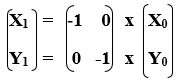 X₁ = -1 0 x X₀
Y₁ = 0 -1 x Y₀